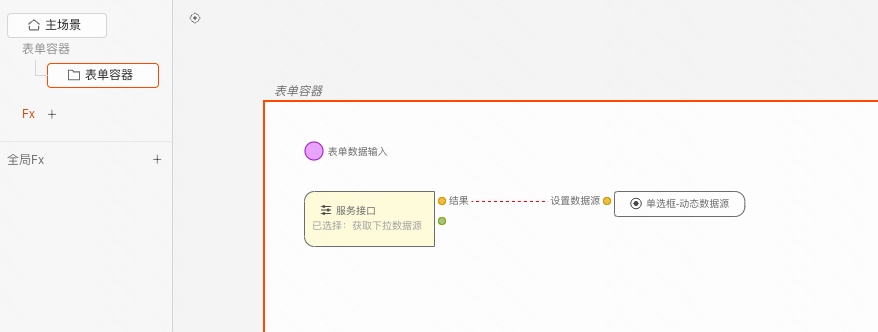 主场景
表单容器
表单容器
Fx +
全局Fx +
表单容器
表单数据输入
服务接口
已选择：获取下拉数据源
结果
设置数据源
单选框-动态数据源